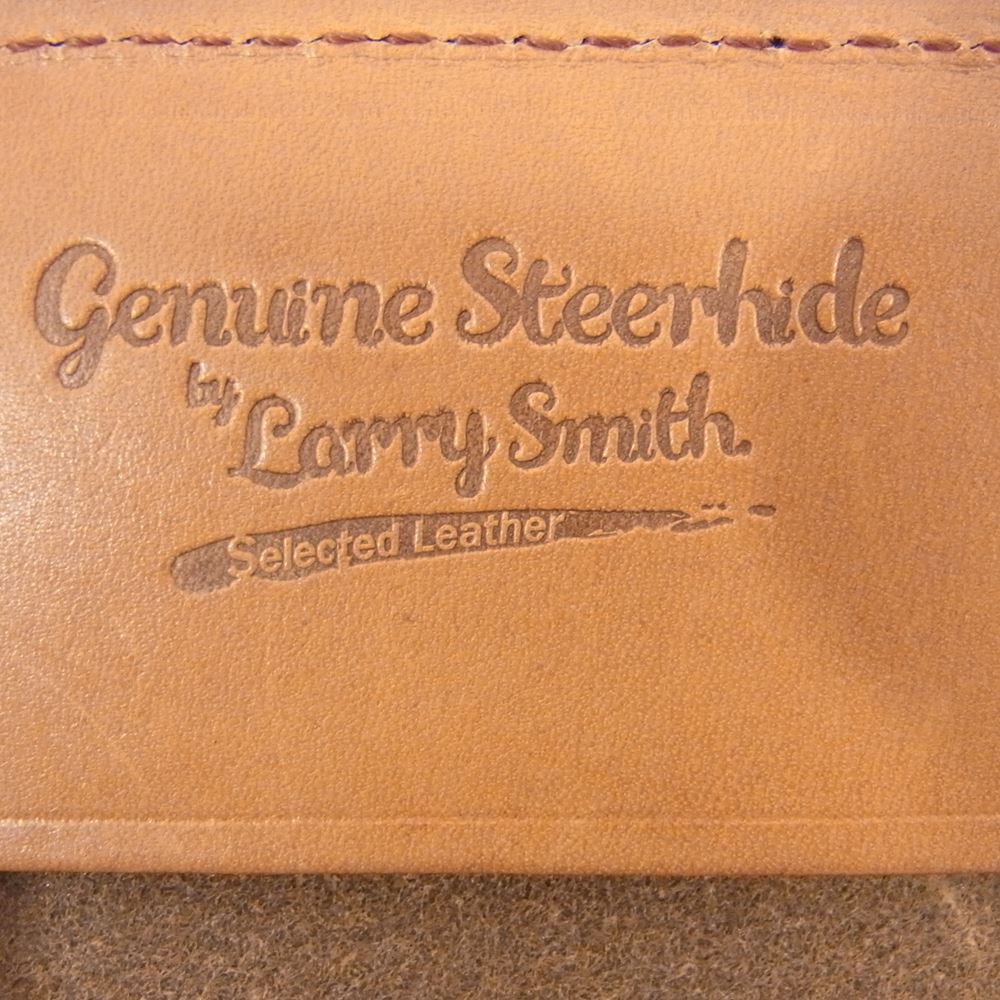 Genuine Steerhide
by Larry Smith.
Selected Leather